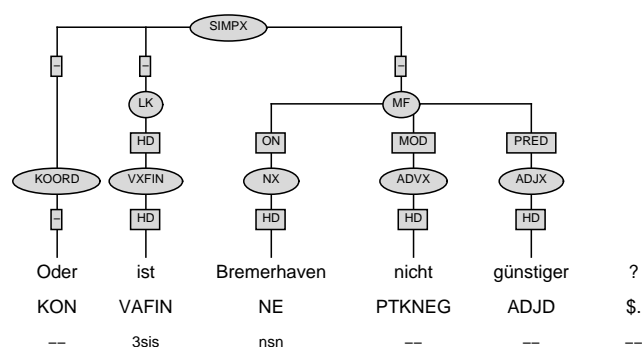 SIMPX
– – –
LK MF
HD ON MOD PRED
KOORD VXFIN NX ADVX ADJX
– HD HD HD HD
Oder ist Bremerhaven nicht günstiger ?
KON VAFIN NE PTKNEG ADJD $.
–– 3sis nsn –– –– ––